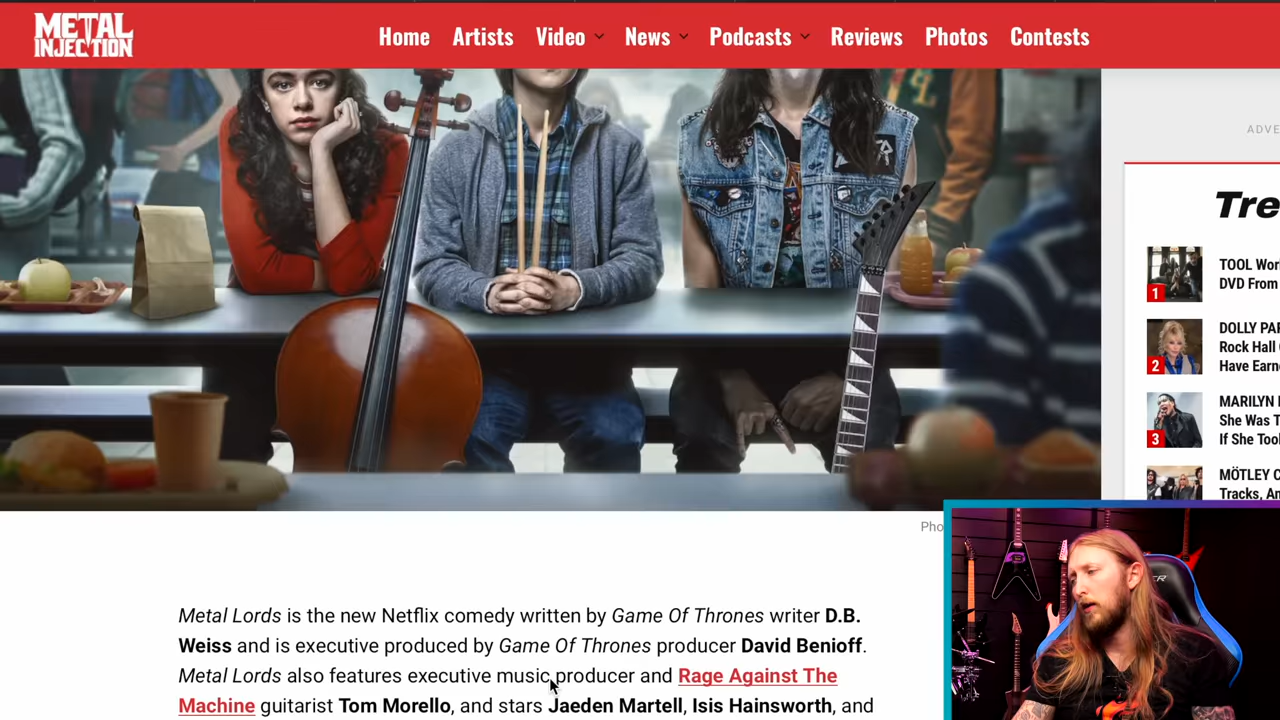 METAL
INJECTION
Home Artists Video News Podcasts Reviews Photos Contests
ADVE
Tre
1
TOOL Wor
DVD From
2
DOLLY PA
Rock Hall
Have Earn
3
MARILYN
She Was T
If She Too
MÖTLEY C
Tracks, An
Pho
Metal Lords is the new Netflix comedy written by Game Of Thrones writer D.B.
Weiss and is executive produced by Game Of Thrones producer David Benioff.
Metal Lords also features executive music producer and Rage Against The
Machine guitarist Tom Morello, and stars Jaeden Martell, Isis Hainsworth, and